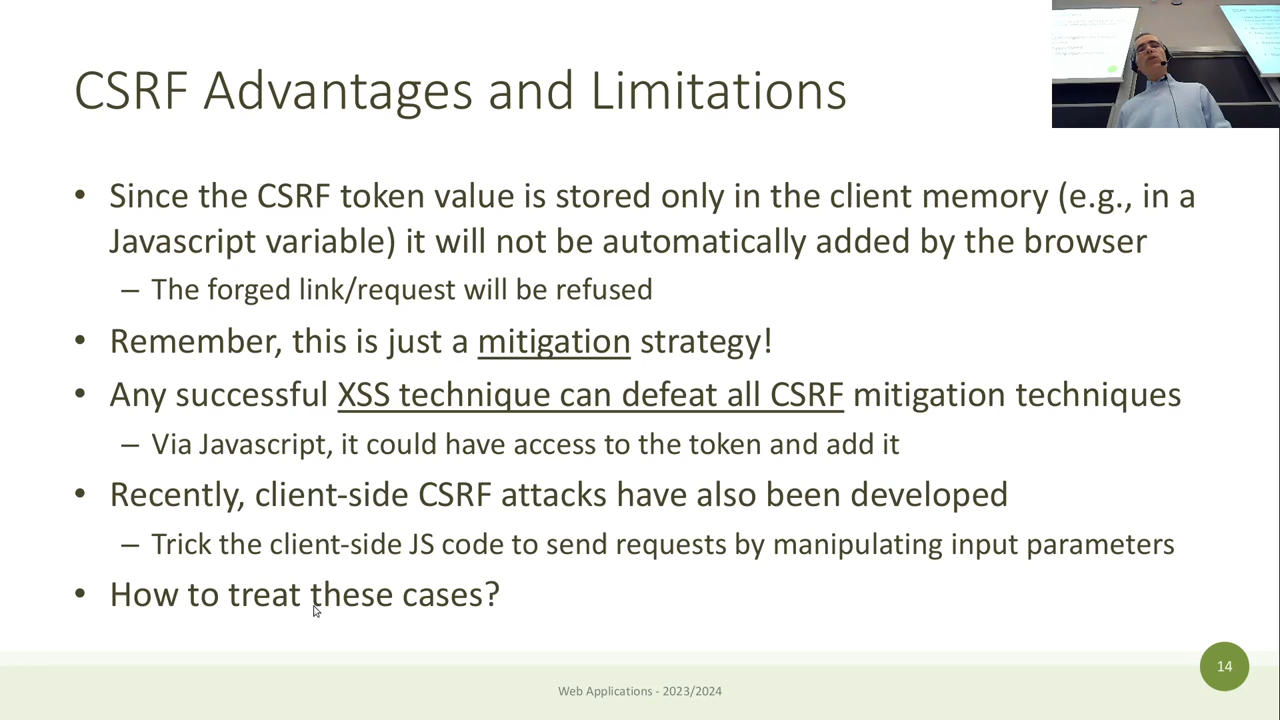 CSRF Advantages and Limitations
• Since the CSRF token value is stored only in the client memory (e.g., in a
Javascript variable) it will not be automatically added by the browser
– The forged link/request will be refused
• Remember, this is just a mitigation strategy!
• Any successful XSS technique can defeat all CSRF mitigation techniques
– Via Javascript, it could have access to the token and add it
• Recently, client-side CSRF attacks have also been developed
– Trick the client-side JS code to send requests by manipulating input parameters
• How to treat these cases?
14
Web Applications - 2023/2024